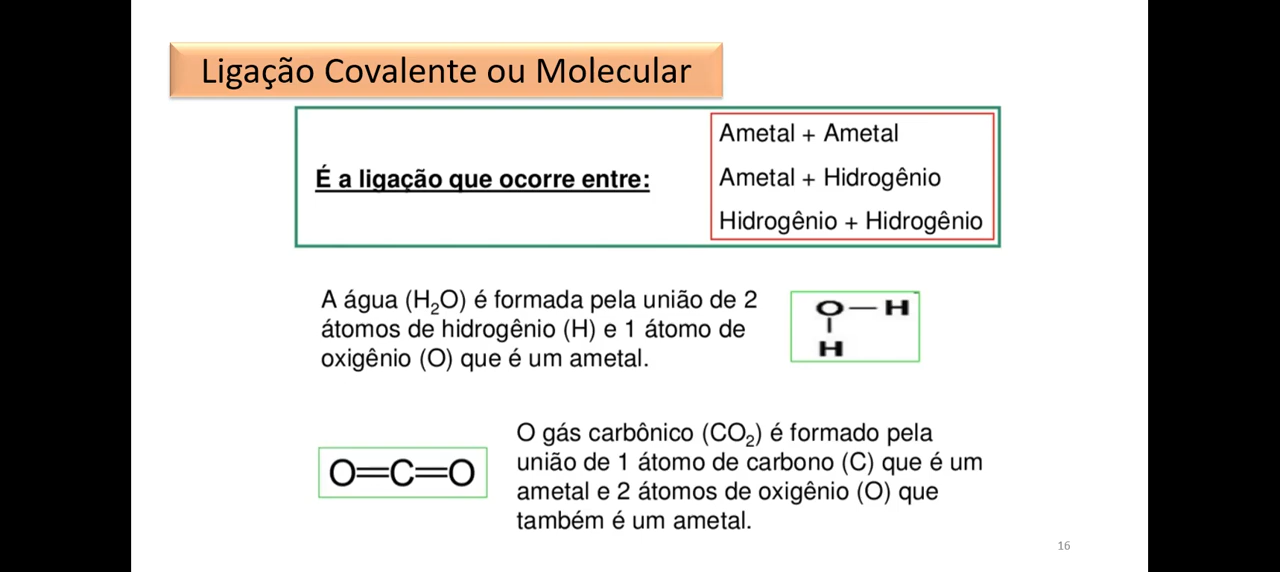 Ligação Covalente ou Molecular
É a ligação que ocorre entre:
Ametal + Ametal
Ametal + Hidrogênio
Hidrogênio + Hidrogênio
A água (H₂O) é formada pela união de 2
átomos de hidrogênio (H) e 1 átomo de
oxigênio (O) que é um ametal.
O — H
|
H
O=C=O
O gás carbônico (CO₂) é formado pela
união de 1 átomo de carbono (C) que é um
ametal e 2 átomos de oxigênio (O) que
também é um ametal.
16